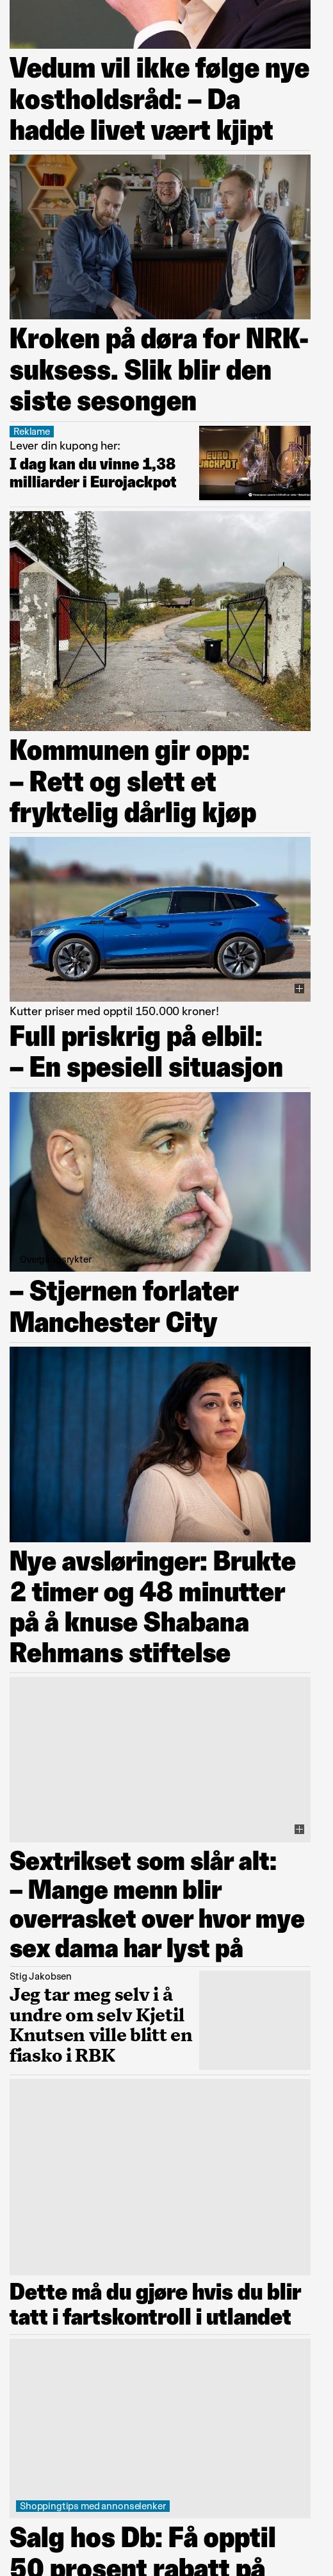 Vedum vil ikke følge nye
kostholdsråd: – Da
hadde livet vært kjipt
Kroken på døra for NRK-
suksess. Slik blir den
siste sesongen
Reklame
Lever din kupong her:
I dag kan du vinne 1,38
milliarder i Eurojackpot
EURO
JACKPOT
Kommunen gir opp:
– Rett og slett et
fryktelig dårlig kjøp
Kutter priser med opptil 150.000 kroner!
Full priskrig på elbil:
– En spesiell situasjon
– Stjernen forlater
Manchester City
Nye avsløringer: Brukte
2 timer og 48 minutter
på å knuse Shabana
Rehmans stiftelse
Sextrikset som slår alt:
– Mange menn blir
overrasket over hvor mye
sex dama har lyst på
Stig Jakobsen
Jeg tar meg selv i å
undre om selv Kjetil
Knutsen ville blitt en
fiasko i RBK
Dette må du gjøre hvis du blir
tatt i fartskontroll i utlandet
Shoppingtips med annonselenker
Salg hos Db: Få opptil
50 prosent rabatt på